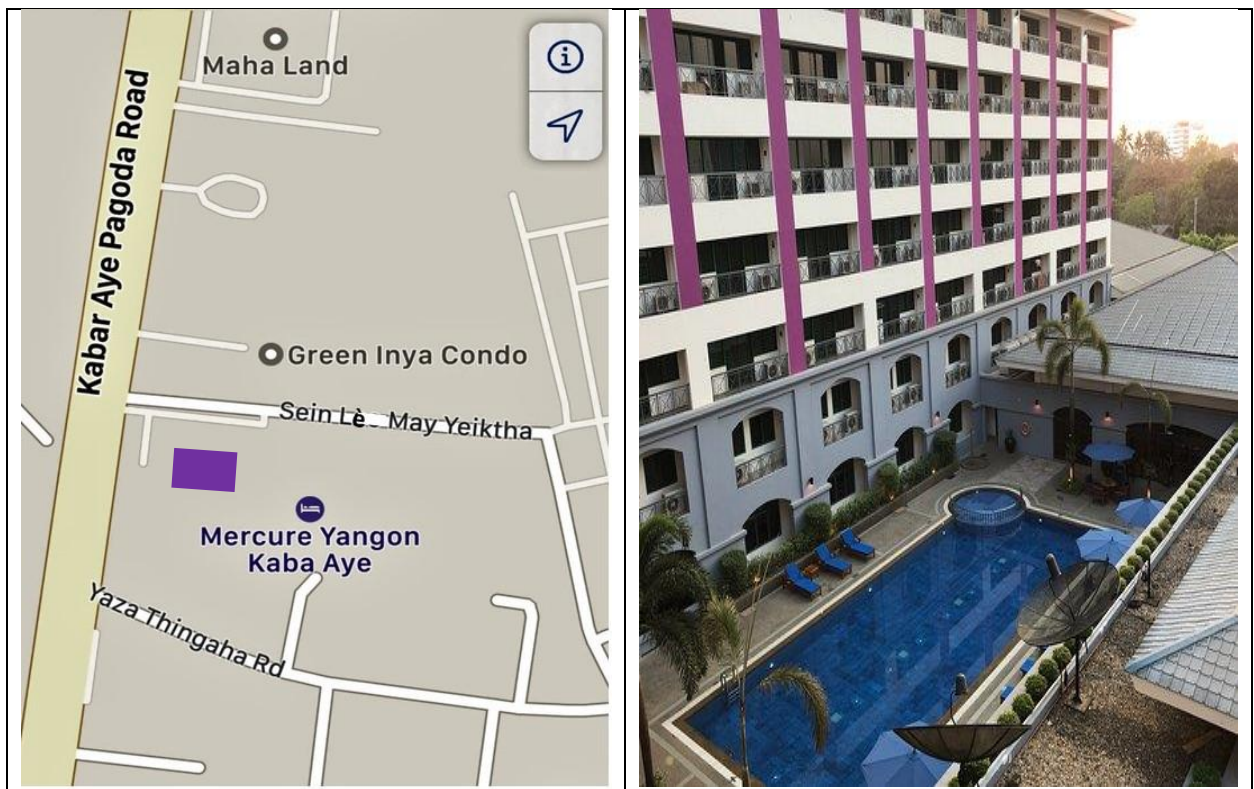 Maha Land
Kabar Aye Pagoda Road
Green Inya Condo
Sein Lè May Yeiktha
Mercure Yangon
Kaba Aye
Yaza Thingaha Rd